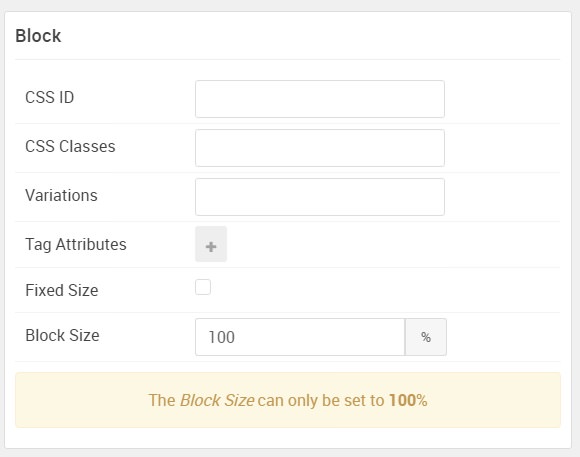 Block
CSS ID
CSS Classes
Variations
Tag Attributes
+
Fixed Size
Block Size 100 %
The Block Size can only be set to 100%